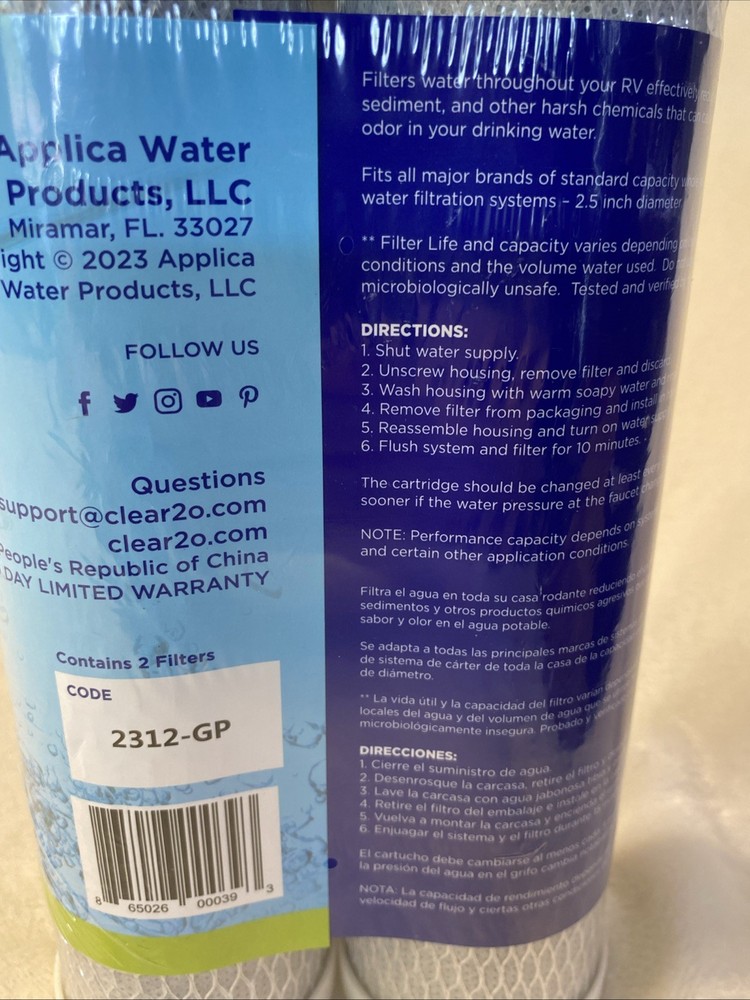 Applica Water
Products, LLC
Miramar, FL. 33027
ight © 2023 Applica
Water Products, LLC
FOLLOW US
Questions
support@clear2o.com
clear2o.com
People's Republic of China
DAY LIMITED WARRANTY
Contains 2 Filters
CODE
2312-GP
8 65026 00039 3
Filters water throughout your RV effectively
sediment, and other harsh chemicals that
odor in your drinking water.
Fits all major brands of standard capacity
water filtration systems – 2.5 inch diameter
** Filter Life and capacity varies depending
conditions and the volume water used. Do
microbiologically unsafe. Tested and verified
DIRECTIONS:
1. Shut water supply.
2. Unscrew housing, remove filter and discard
3. Wash housing with warm soapy water and
4. Remove filter from packaging and install
5. Reassemble housing and turn on water
6. Flush system and filter for 10 minutes.
The cartridge should be changed at least every
sooner if the water pressure at the faucet
NOTE: Performance capacity depends on
and certain other application conditions.
Filtra el agua en toda su casa rodante reduciendo
sedimentos y otros productos químicos agresivos
sabor y olor en el agua potable.
Se adapta a todas las principales marcas de
de sistema de cárter de toda la casa de la
de diámetro.
** La vida útil y la capacidad del filtro varían
locales del agua y del volumen de agua que
microbiológicamente insegura. Probado y
DIRECCIONES:
1. Cierre el suministro de agua.
2. Desenrosque la carcasa, retire el filtro y
3. Lave la carcasa con agua jabonosa
4. Retire el filtro del embalaje e instale
5. Vuelva a montar la carcasa y encienda
6. Enjuagar el sistema y el filtro durante
El cartucho debe cambiarse al menos cada
la presión del agua en el grifo cambia
NOTA: La capacidad de rendimiento
velocidad de flujo y ciertas otras